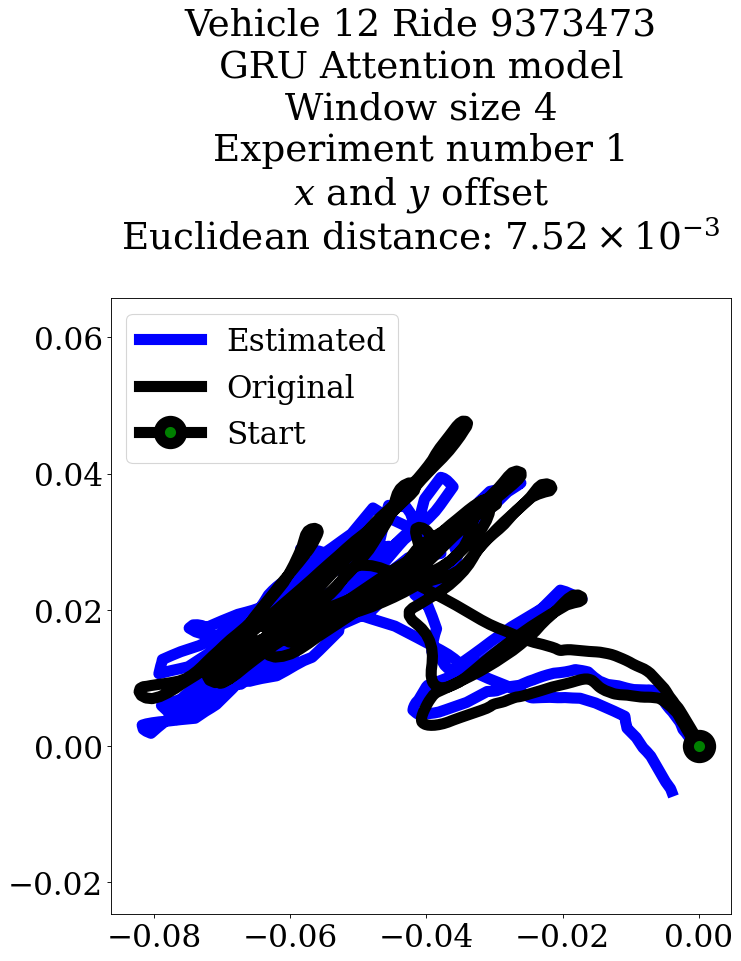 Vehicle 12 Ride 9373473
GRU Attention model
Window size 4
Experiment number 1
x and y offset
Euclidean distance: 7.52 × 10⁻³
Estimated
Original
Start
0.06
0.04
0.02
0.00
−0.02
−0.08 −0.06 −0.04 −0.02 0.00